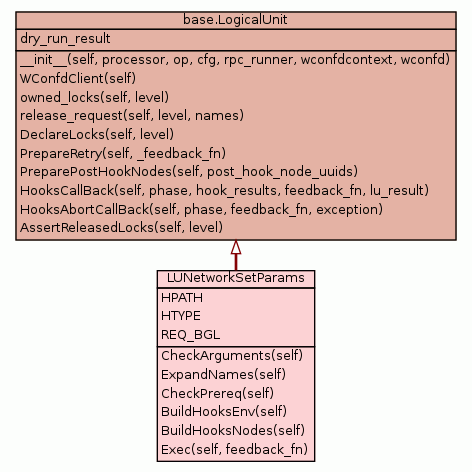 base.LogicalUnit
dry_run_result
__init__(self, processor, op, cfg, rpc_runner, wconfdcontext, wconfd)
WConfdClient(self)
owned_locks(self, level)
release_request(self, level, names)
DeclareLocks(self, level)
PrepareRetry(self, _feedback_fn)
PreparePostHookNodes(self, post_hook_node_uuids)
HooksCallBack(self, phase, hook_results, feedback_fn, lu_result)
HooksAbortCallBack(self, phase, feedback_fn, exception)
AssertReleasedLocks(self, level)
LUNetworkSetParams
HPATH
HTYPE
REQ_BGL
CheckArguments(self)
ExpandNames(self)
CheckPrereq(self)
BuildHooksEnv(self)
BuildHooksNodes(self)
Exec(self, feedback_fn)